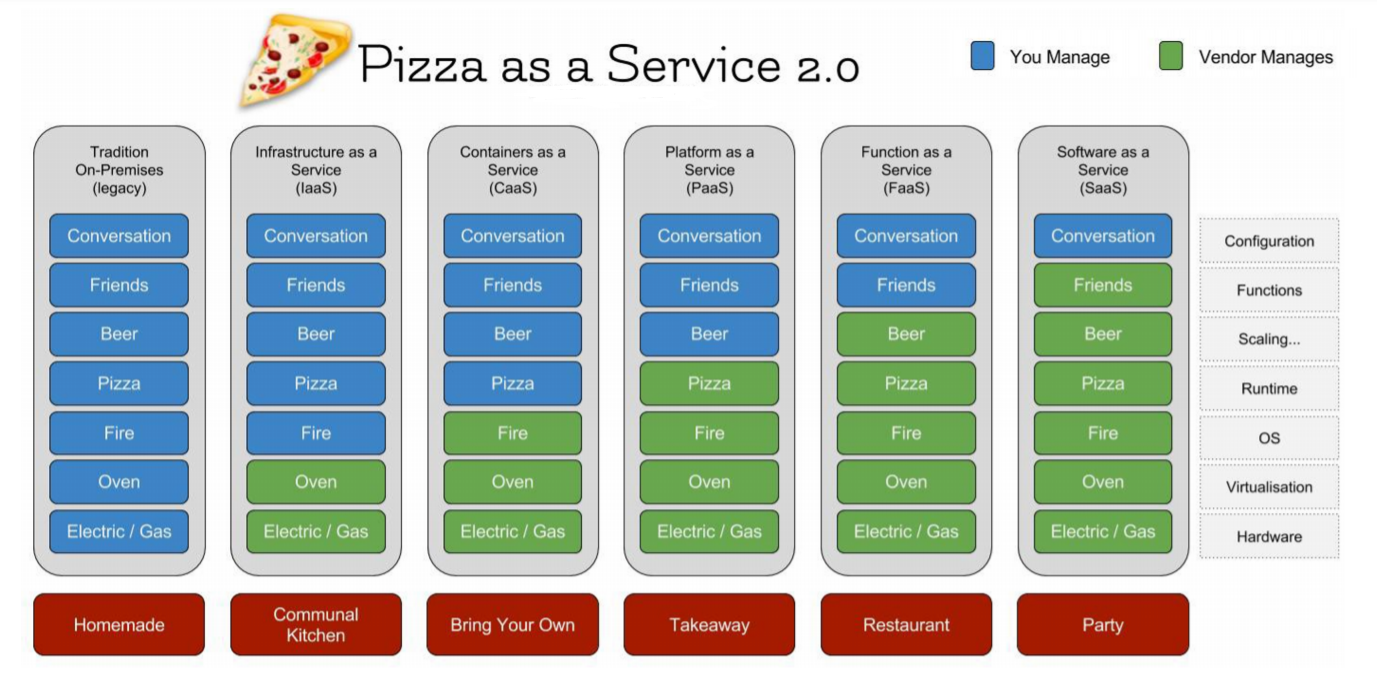 Pizza as a Service 2.0
You Manage
Vendor Manages
Tradition
On-Premises
(legacy)
Conversation
Friends
Beer
Pizza
Fire
Oven
Electric / Gas
Homemade
Infrastructure as a
Service
(IaaS)
Conversation
Friends
Beer
Pizza
Fire
Oven
Electric / Gas
Communal
Kitchen
Containers as a
Service
(CaaS)
Conversation
Friends
Beer
Pizza
Fire
Oven
Electric / Gas
Bring Your Own
Platform as a
Service
(PaaS)
Conversation
Friends
Beer
Pizza
Fire
Oven
Electric / Gas
Takeaway
Function as a
Service
(FaaS)
Conversation
Friends
Beer
Pizza
Fire
Oven
Electric / Gas
Restaurant
Software as a
Service
(SaaS)
Conversation
Friends
Beer
Pizza
Fire
Oven
Electric / Gas
Party
Configuration
Functions
Scaling...
Runtime
OS
Virtualisation
Hardware